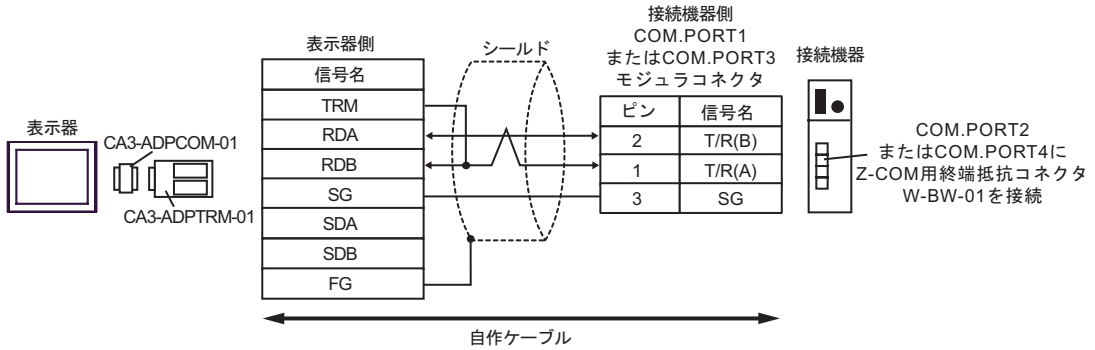 表示器
CA3-ADPCOM-01
CA3-ADPTRM-01
表示器側
信号名
TRM
RDA
RDB
SG
SDA
SDB
FG
シールド
接続機器側
COM.PORT1
またはCOM.PORT3
モジュラコネクタ
ピン 信号名
2 T/R(B)
1 T/R(A)
3 SG
接続機器
COM.PORT2
またはCOM.PORT4に
Z-COM用終端抵抗コネクタ
W-BW-01を接続
自作ケーブル